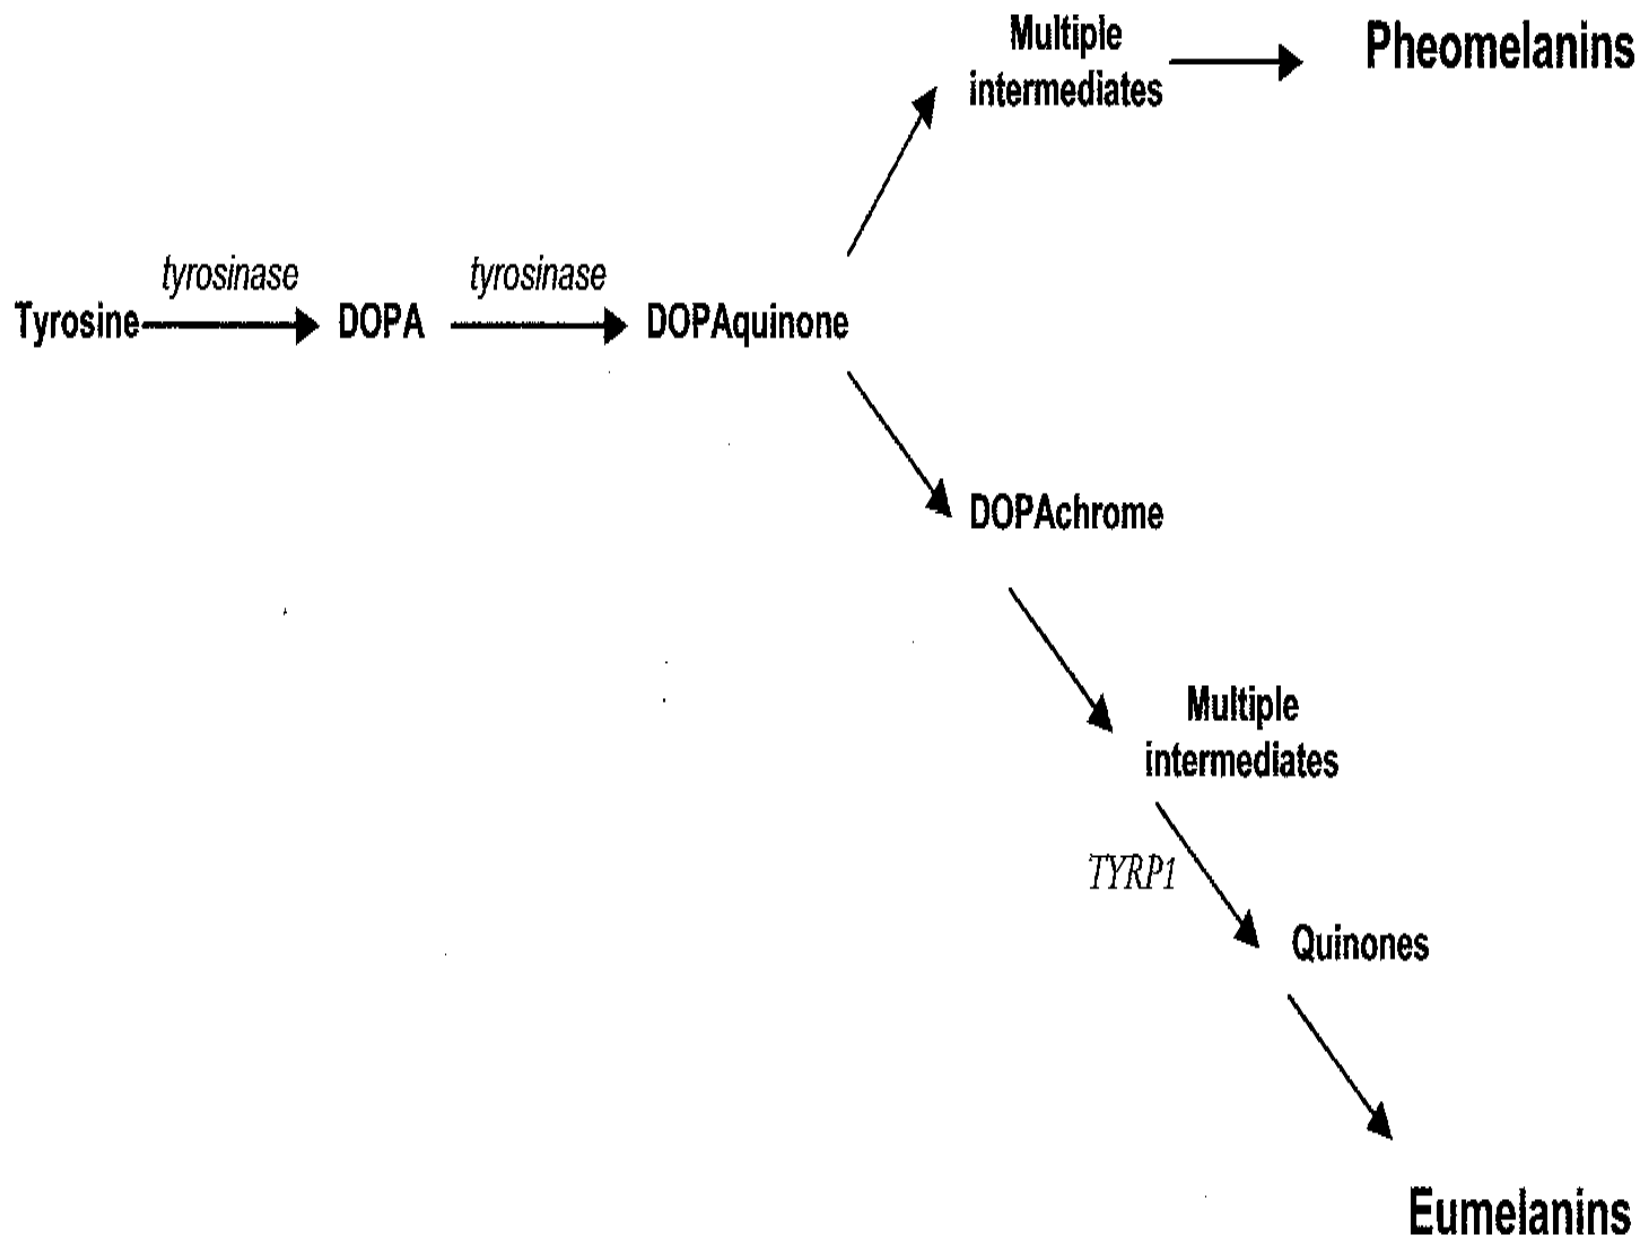 Multiple
intermediates
Pheomelanins
tyrosinase
tyrosinase
Tyrosine
DOPA
DOPAquinone
DOPAchrome
Multiple
intermediates
TYRP1
Quinones
Eumelanins